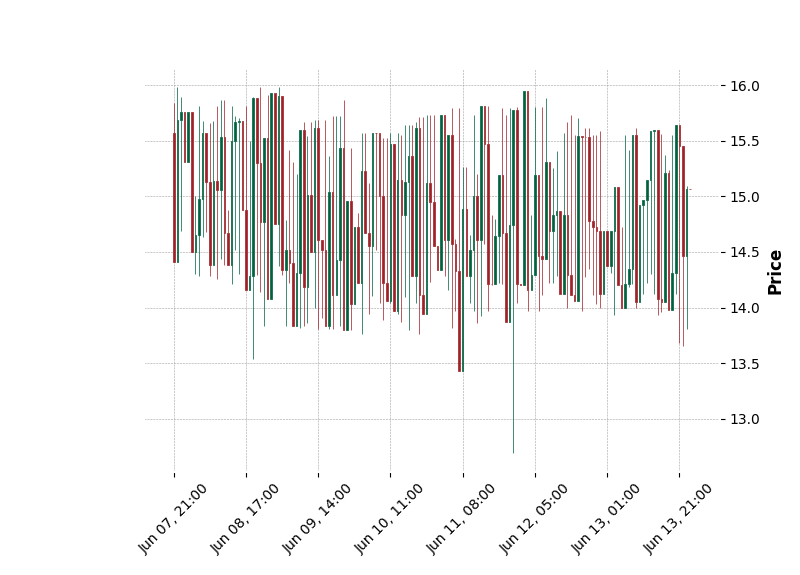 16.0
15.5
15.0
14.5
14.0
13.5
13.0
Price
Jun 07, 21:00
Jun 08, 17:00
Jun 09, 14:00
Jun 10, 11:00
Jun 11, 08:00
Jun 12, 05:00
Jun 13, 01:00
Jun 13, 21:00